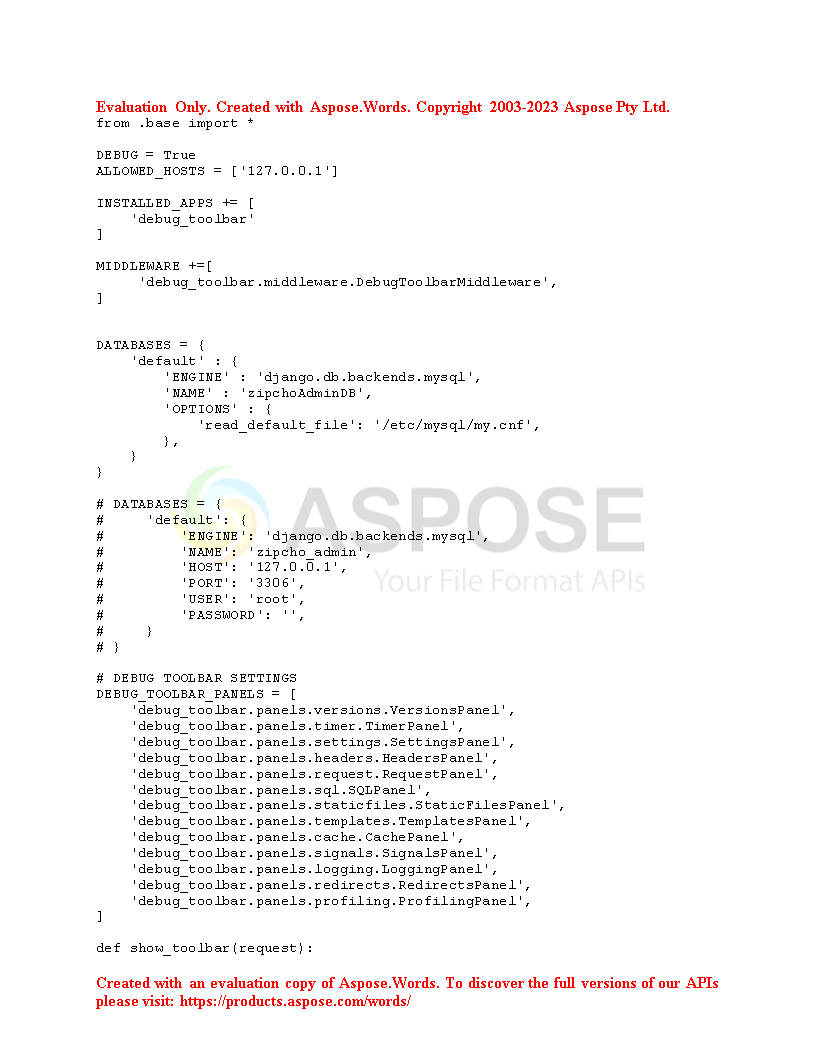 Evaluation Only. Created with Aspose.Words. Copyright 2003-2023 Aspose Pty Ltd.
from .base import *

DEBUG = True
ALLOWED_HOSTS = ['127.0.0.1']

INSTALLED_APPS += [
    'debug_toolbar'
]

MIDDLEWARE +=[
     'debug_toolbar.middleware.DebugToolbarMiddleware',
]


DATABASES = {
    'default' : {
        'ENGINE' : 'django.db.backends.mysql',
        'NAME' : 'zipchoAdminDB',
        'OPTIONS' : {
            'read_default_file': '/etc/mysql/my.cnf',
        },
    }
}

# DATABASES = {
#     'default': {
#         'ENGINE': 'django.db.backends.mysql',
#         'NAME': 'zipcho_admin',
#         'HOST': '127.0.0.1',
#         'PORT': '3306',
#         'USER': 'root',
#         'PASSWORD': '',
#     }
# }
ASPOSE
Your File Format APIs

# DEBUG TOOLBAR SETTINGS
DEBUG_TOOLBAR_PANELS = [
    'debug_toolbar.panels.versions.VersionsPanel',
    'debug_toolbar.panels.timer.TimerPanel',
    'debug_toolbar.panels.settings.SettingsPanel',
    'debug_toolbar.panels.headers.HeadersPanel',
    'debug_toolbar.panels.request.RequestPanel',
    'debug_toolbar.panels.sql.SQLPanel',
    'debug_toolbar.panels.staticfiles.StaticFilesPanel',
    'debug_toolbar.panels.templates.TemplatesPanel',
    'debug_toolbar.panels.cache.CachePanel',
    'debug_toolbar.panels.signals.SignalsPanel',
    'debug_toolbar.panels.logging.LoggingPanel',
    'debug_toolbar.panels.redirects.RedirectsPanel',
    'debug_toolbar.panels.profiling.ProfilingPanel',
]

def show_toolbar(request):

Created with an evaluation copy of Aspose.Words. To discover the full versions of our APIs
please visit: https://products.aspose.com/words/